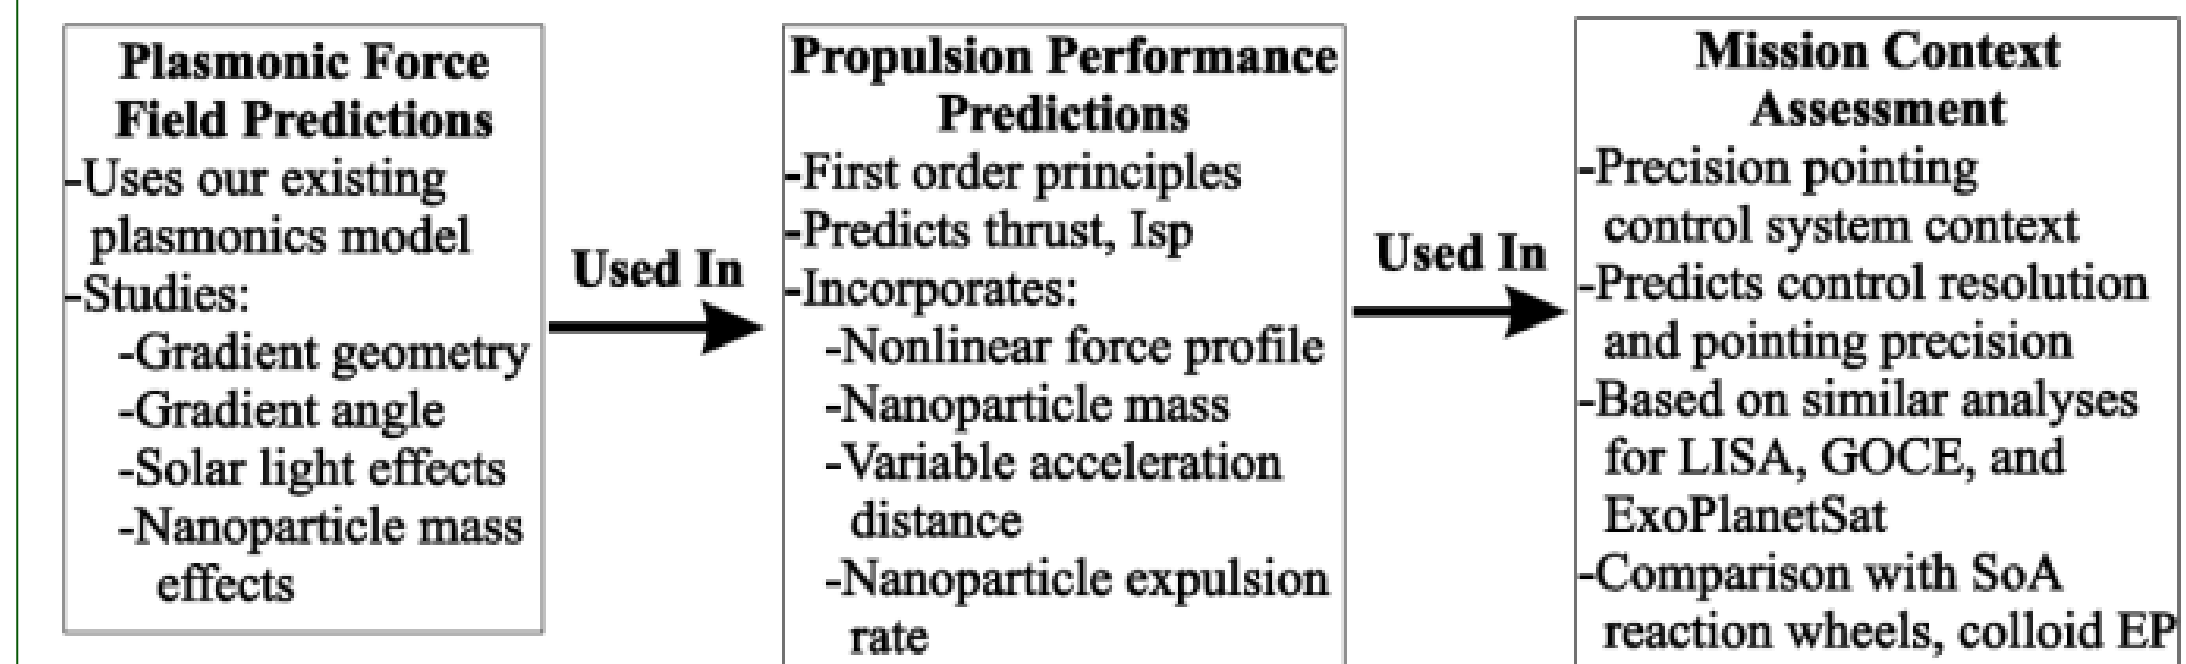 Plasmonic Force
Field Predictions
-Uses our existing
plasmonics model
-Studies:
-Gradient geometry
-Gradient angle
-Solar light effects
-Nanoparticle mass
effects
Used In
Propulsion Performance
Predictions
-First order principles
-Predicts thrust, Isp
-Incorporates:
-Nonlinear force profile
-Nanoparticle mass
-Variable acceleration
distance
-Nanoparticle expulsion
rate
Used In
Mission Context
Assessment
-Precision pointing
control system context
-Predicts control resolution
and pointing precision
-Based on similar analyses
for LISA, GOCE, and
ExoPlanetSat
-Comparison with SoA
reaction wheels, colloid EP